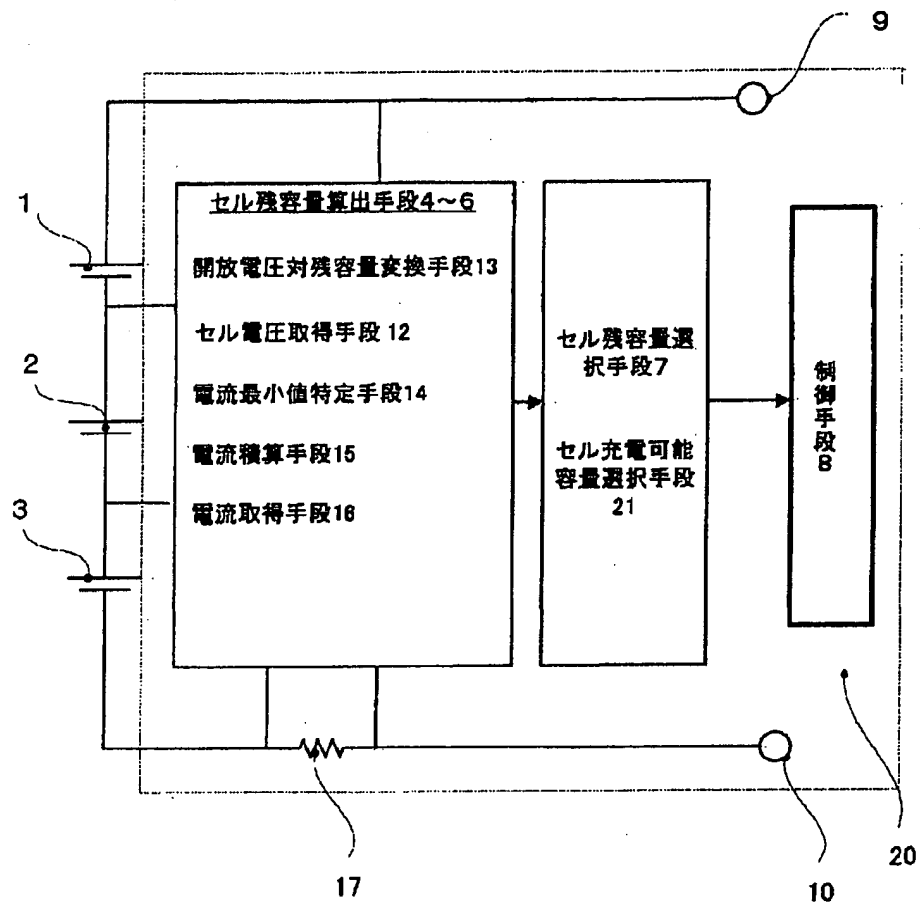 9
1
2
3
セル残容量算出手段4～6
開放電圧対残容量変換手段13
セル電圧取得手段 12
電流最小値特定手段14
電流積算手段15
電流取得手段16
セル残容量選
択手段7
セル充電可能
容量選択手段
21
制御手段8
17
10
20